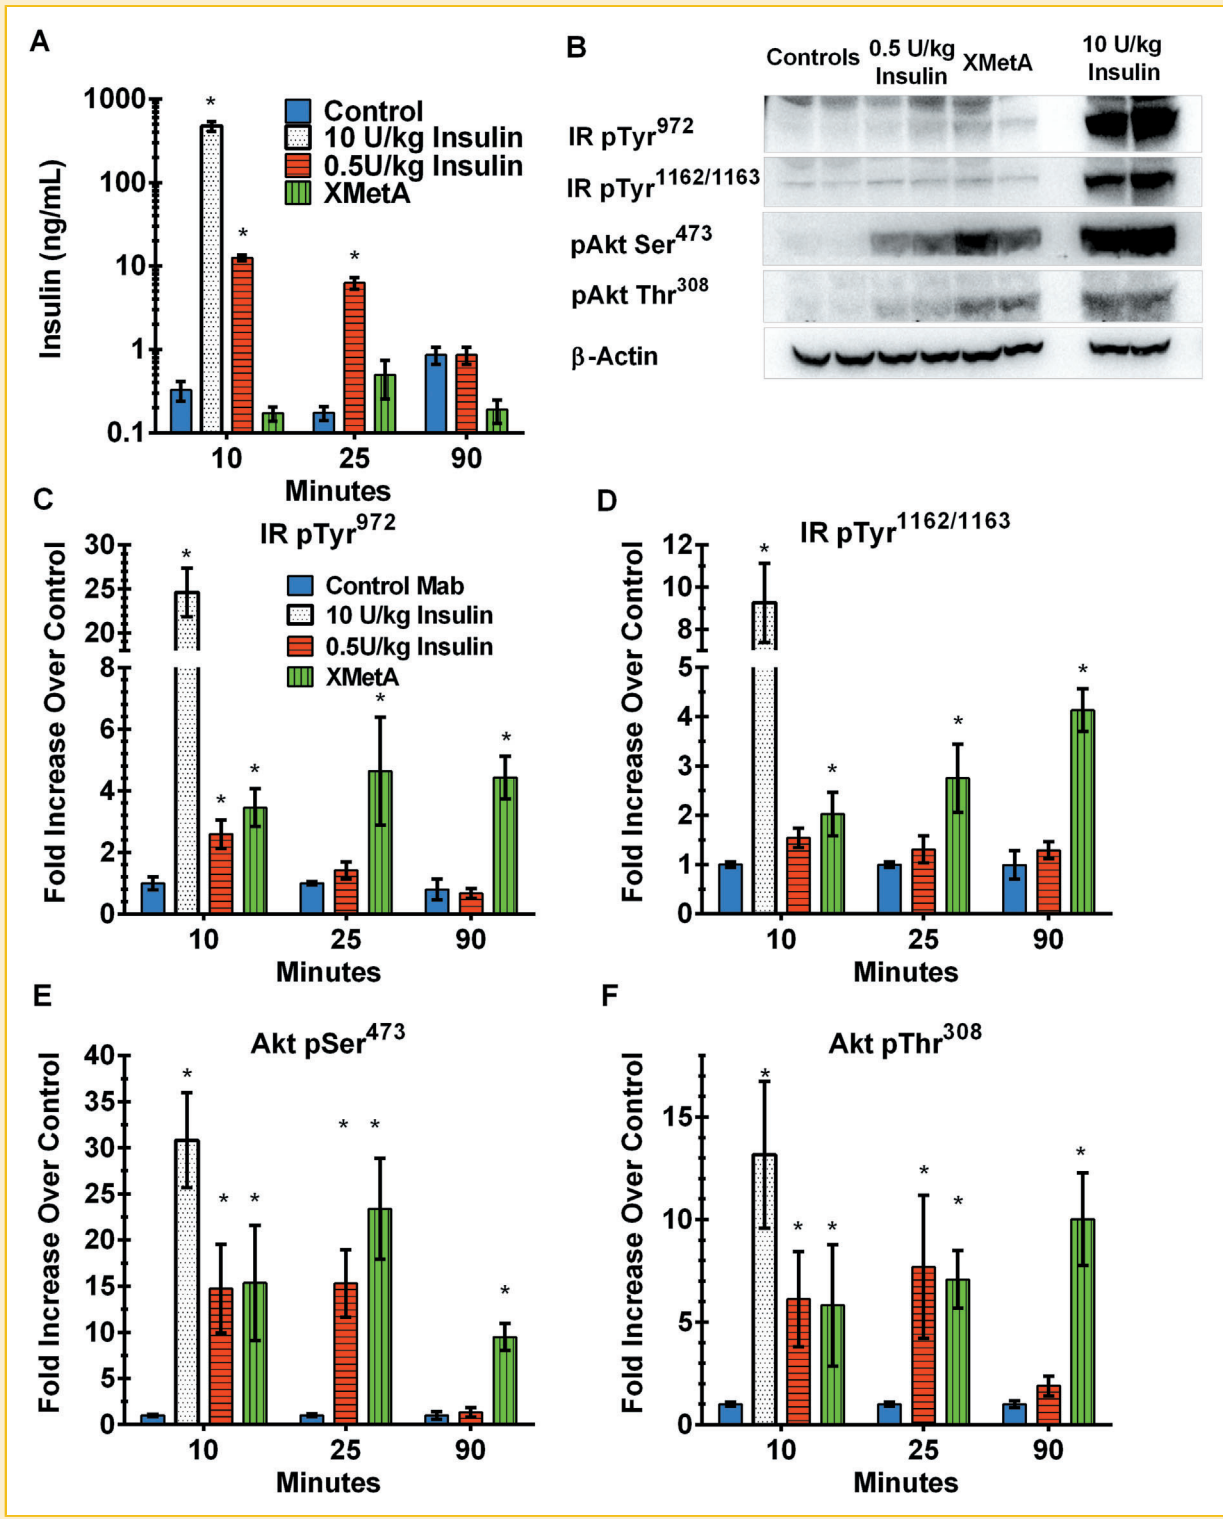 A
1000
100
10
1
0.1
Insulin (ng/mL)
*
*
*
Control
10 U/kg Insulin
0.5U/kg Insulin
XMetA
10 25 90
Minutes
B
Controls 0.5 U/kg Insulin XMetA 10 U/kg Insulin
IR pTyr972
IR pTyr1162/1163
pAkt Ser473
pAkt Thr308
β-Actin
C
IR pTyr972
Fold Increase Over Control
30
25
20
8
6
4
2
0
*
*
*
*
*
Control Mab
10 U/kg Insulin
0.5U/kg Insulin
XMetA
10 25 90
Minutes
D
IR pTyr1162/1163
Fold Increase Over Control
12
10
8
6
5
4
3
2
1
0
*
*
*
*
10 25 90
Minutes
E
Akt pSer473
Fold Increase Over Control
40
35
30
25
20
15
10
5
0
*
* *
* *
*
10 25 90
Minutes
F
Akt pThr308
Fold Increase Over Control
15
10
5
0
*
* *
* *
*
10 25 90
Minutes